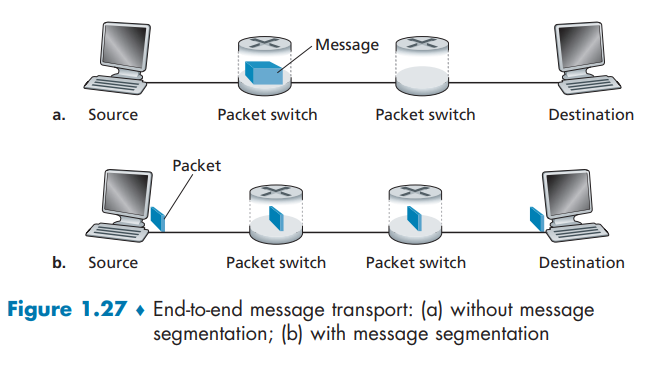 Message
a. Source Packet switch Packet switch Destination
Packet
b. Source Packet switch Packet switch Destination
Figure 1.27 ♦ End-to-end message transport: (a) without message
segmentation; (b) with message segmentation